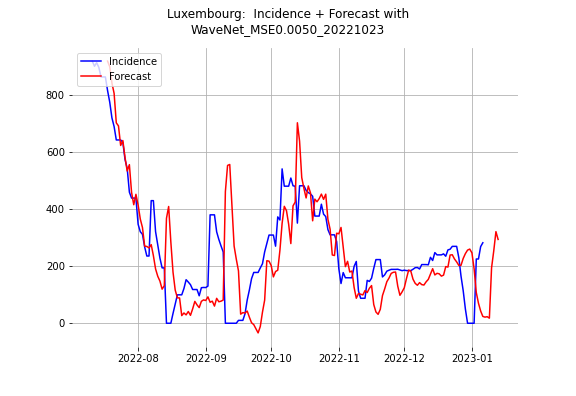 Luxembourg:  Incidence + Forecast with
WaveNet_MSE0.0050_20221023
Incidence
Forecast
800
600
400
200
0
2022-08
2022-09
2022-10
2022-11
2022-12
2023-01